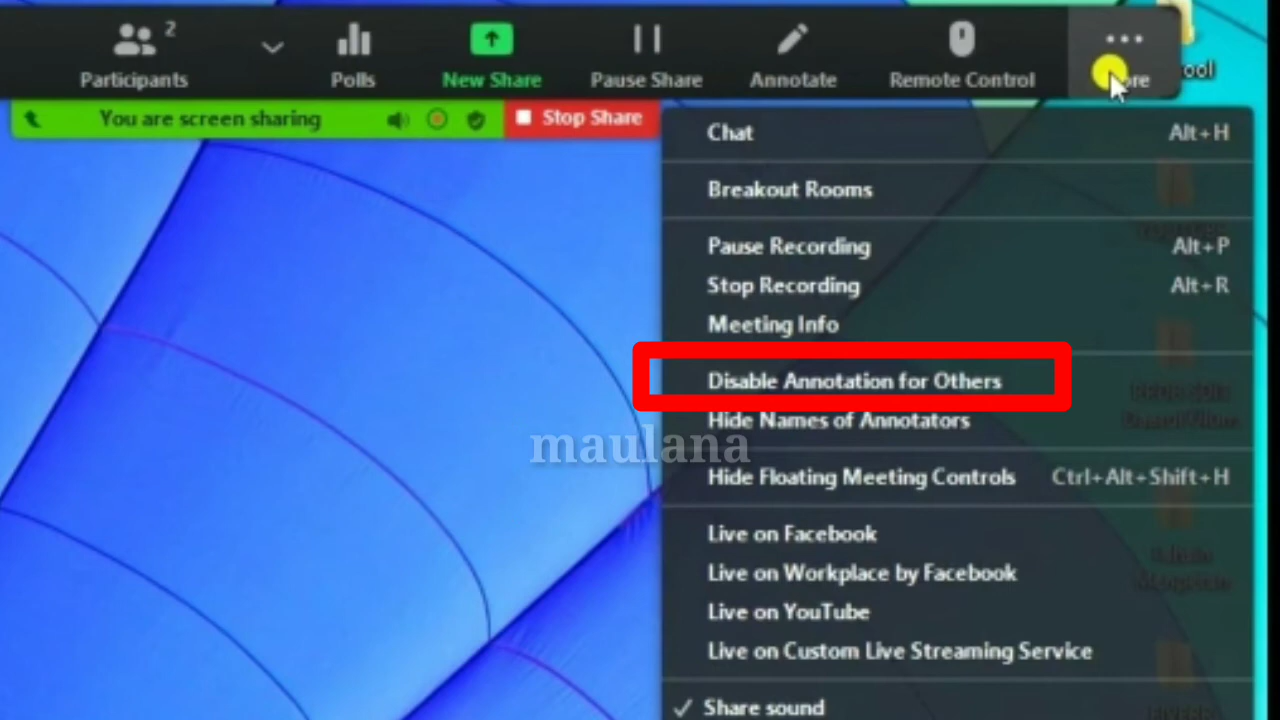 2
Participants
Polls
New Share
Pause Share
Annotate
Remote Control
You are screen sharing
Stop Share
Chat Alt+H
Breakout Rooms
Pause Recording Alt+P
Stop Recording Alt+R
Meeting Info
Disable Annotation for Others
Hide Names of Annotators
maulana
Hide Floating Meeting Controls Ctrl+Alt+Shift+H
Live on Facebook
Live on Workplace by Facebook
Live on YouTube
Live on Custom Live Streaming Service
Share sound